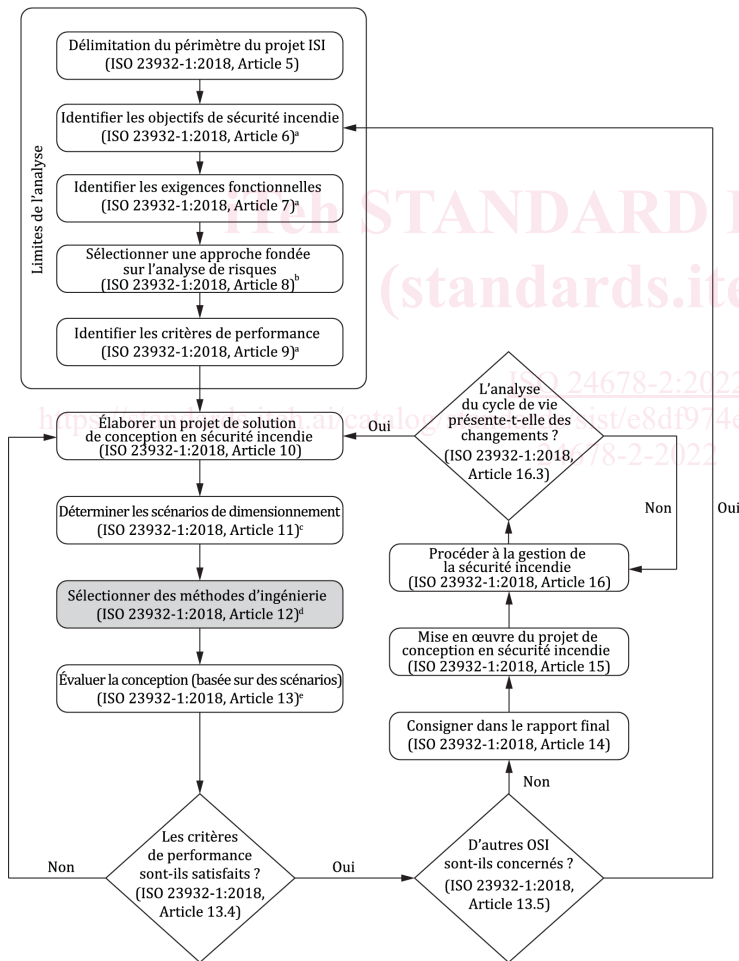 Délimitation du périmètre du projet ISI
(ISO 23932-1:2018, Article 5)
Identifier les objectifs de sécurité incendie
(ISO 23932-1:2018, Article 6)ᵃ
Limites de l'analyse
Identifier les exigences fonctionnelles
(ISO 23932-1:2018, Article 7)ᵃ
Sélectionner une approche fondée
sur l'analyse de risques
(ISO 23932-1:2018, Article 8)ᵇ
Identifier les critères de performance
(ISO 23932-1:2018, Article 9)ᵃ
Élaborer un projet de solution
de conception en sécurité incendie
(ISO 23932-1:2018, Article 10)
Déterminer les scénarios de dimensionnement
(ISO 23932-1:2018, Article 11)ᶜ
Sélectionner des méthodes d'ingénierie
(ISO 23932-1:2018, Article 12)ᵈ
Évaluer la conception (basée sur des scénarios)
(ISO 23932-1:2018, Article 13)ᵉ
Les critères
de performance
sont-ils satisfaits ?
(ISO 23932-1:2018,
Article 13.4)
Non
Oui
D'autres OSI
sont-ils concernés ?
(ISO 23932-1:2018,
Article 13.5)
Non
Oui
Consigner dans le rapport final
(ISO 23932-1:2018, Article 14)
Mise en œuvre du projet de
conception en sécurité incendie
(ISO 23932-1:2018, Article 15)
Procéder à la gestion de
la sécurité incendie
(ISO 23932-1:2018, Article 16)
L'analyse
du cycle de vie
présente-t-elle des
changements ?
(ISO 23932-1:2018,
Article 16.3)
Oui
Non
iTeh STANDARD
(standards.ite
ISO 24678-2:2022
24678-2-2022